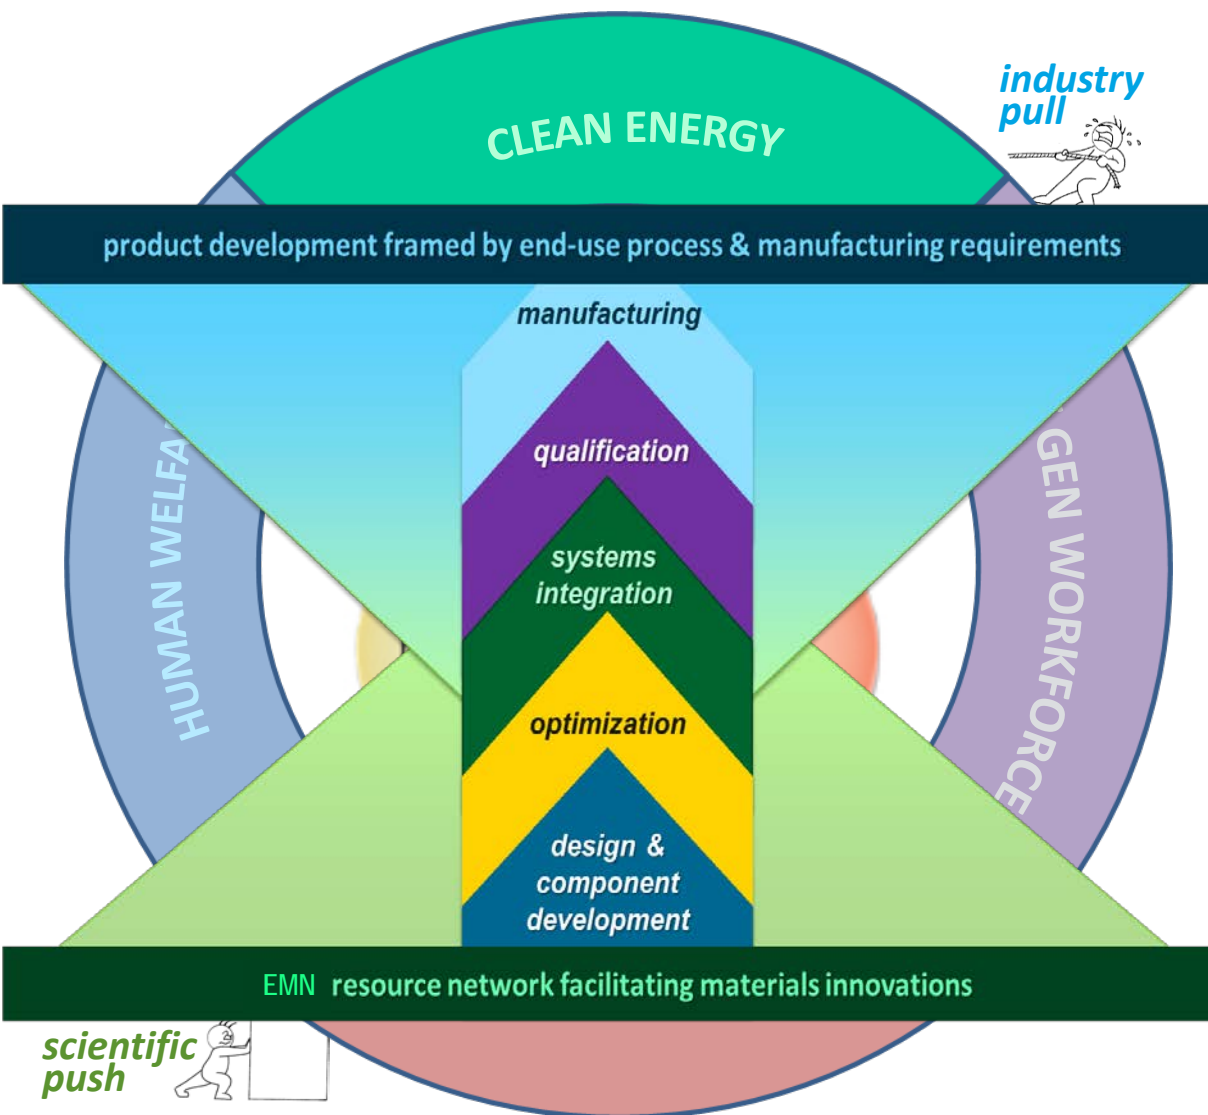 CLEAN ENERGY
industry
pull
product development framed by end-use process & manufacturing requirements
manufacturing
qualification
systems
integration
optimization
design &
component
development
HUMAN
GEN WORKFORCE
EMN resource network facilitating materials innovations
scientific
push